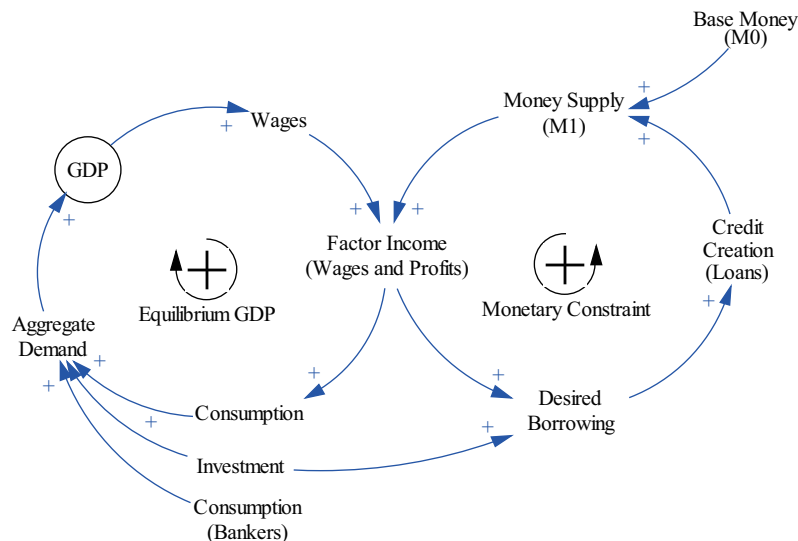 Base Money
(M0)
+
Money Supply
(M1)
+
+
Wages
GDP
+
+
+
+
Factor Income
(Wages and Profits)
Credit
Creation
(Loans)
+
+
Equilibrium GDP
Monetary Constraint
+
Aggregate
Demand
+
+
+
+
Consumption
+
Desired
Borrowing
+
Investment
Consumption
(Bankers)